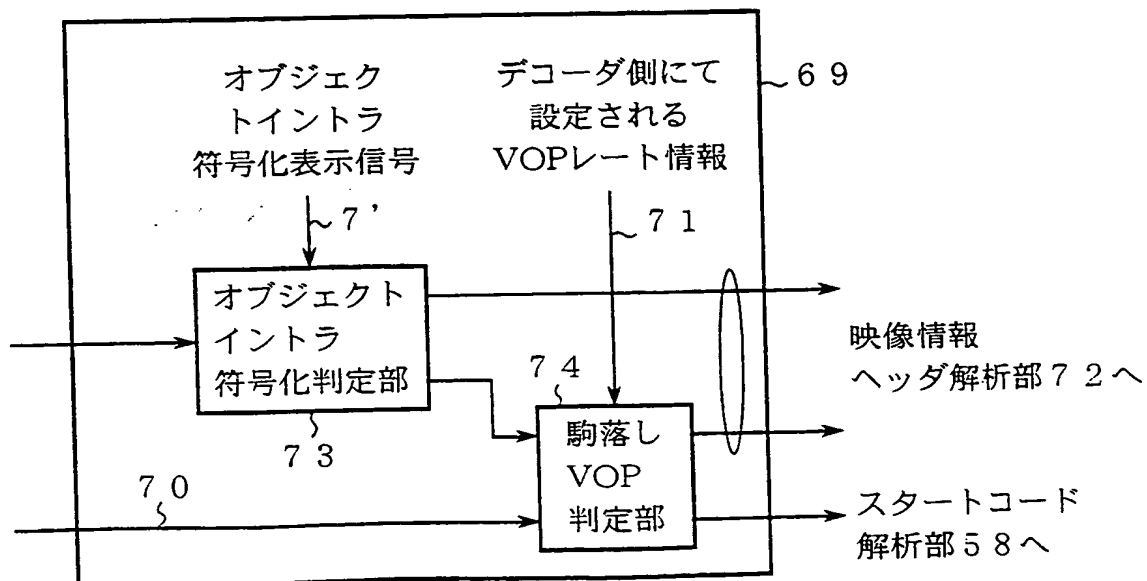 オブジェク
トイントラ
符号化表示信号
デコーダ側にて
設定される
VOPレート情報
６９
７’
７１
オブジェクト
イントラ
符号化判定部
７３
７４
駒落し
VOP
判定部
７０
映像情報
ヘッダ解析部７２へ
スタートコード
解析部５８へ